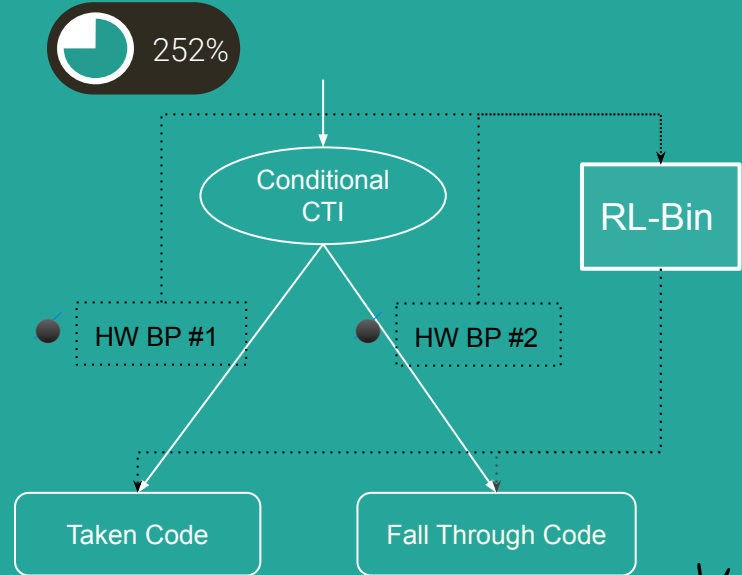 252%
Conditional
CTI
RL-Bin
HW BP #1
HW BP #2
Taken Code
Fall Through Code